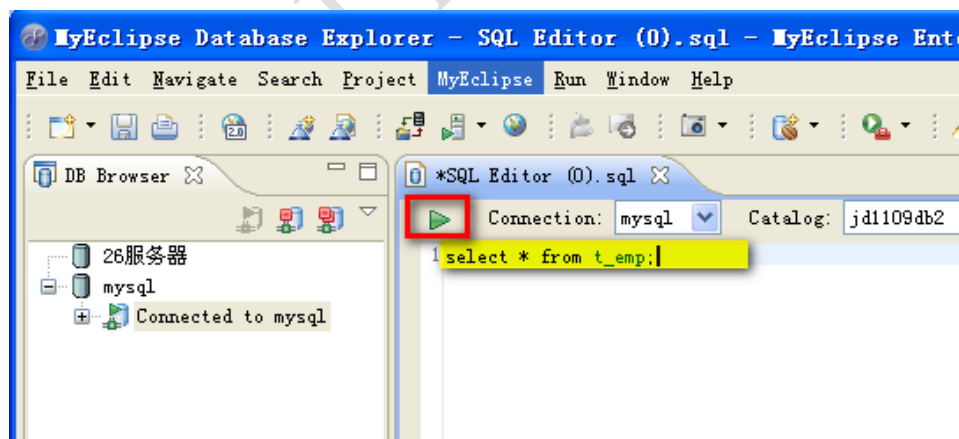 MyEclipse Database Explorer - SQL Editor (0).sql - MyEclipse Ent
File Edit Navigate Search Project MyEclipse Run Window Help
2.0
DB Browser
*SQL Editor (0).sql
Connection: mysql
Catalog: jd1109db2
26服务器
mysql
Connected to mysql
1 select * from t_emp;